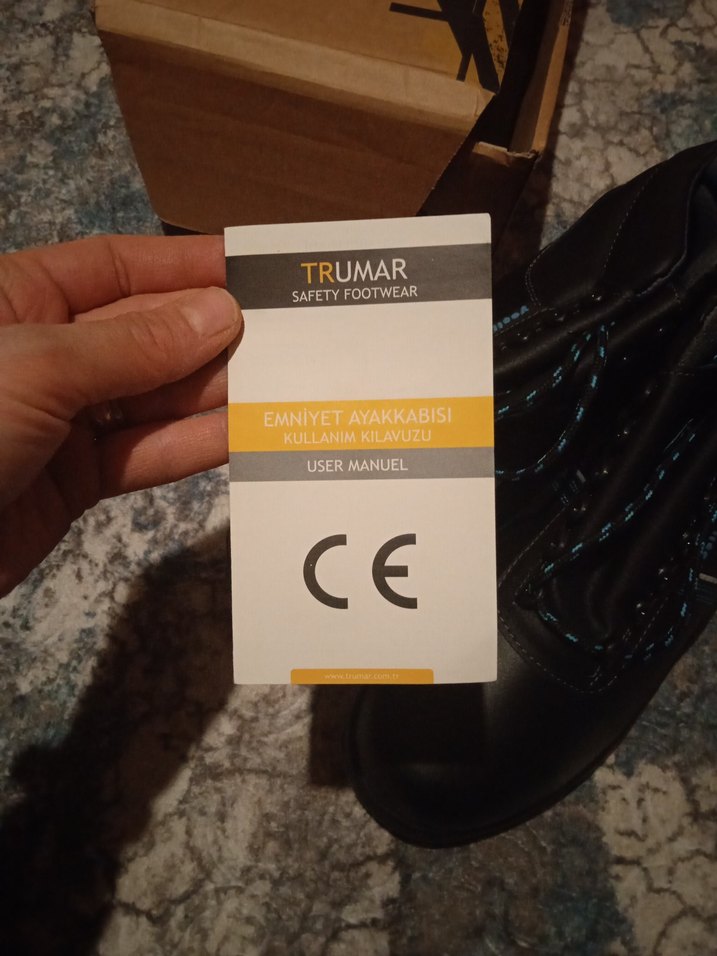 TRUMAR
SAFETY FOOTWEAR
EMNİYET AYAKKABISI
KULLANIM KILAVUZU
USER MANUEL
CE
www.trumar.com.tr